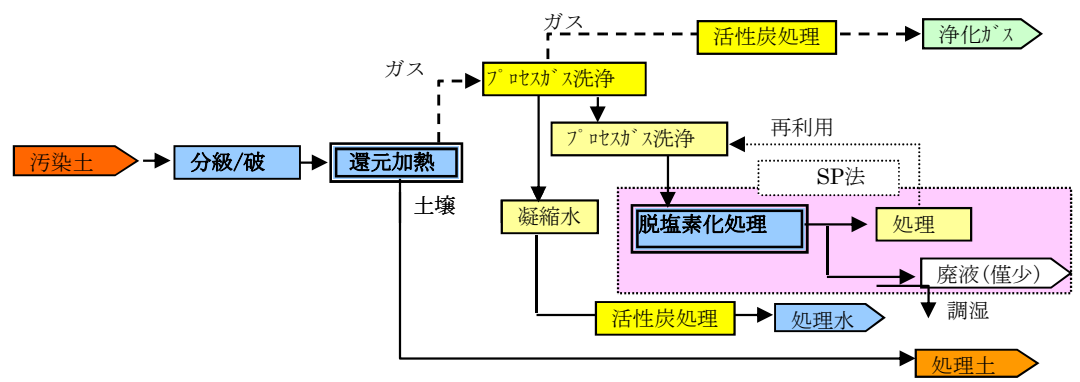 ガス
活性炭処理
浄化ｶﾞｽ
ガス
ﾌﾟﾛｾｽｶﾞｽ洗浄
ﾌﾟﾛｾｽｶﾞｽ洗浄
再利用
汚染土
分級/破
還元加熱
SP法
土壌
凝縮水
脱塩素化処理
処理
廃液(僅少)
調湿
活性炭処理
処理水
処理土